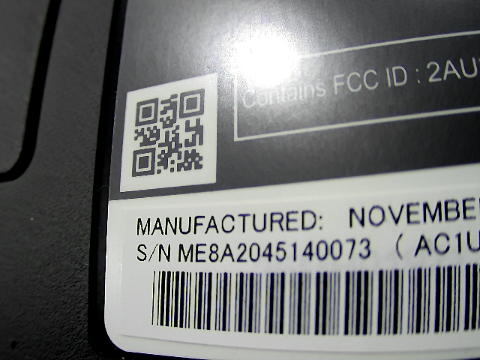 Contains FCC ID : 2AU
MANUFACTURED: NOVEMBE
S/N ME8A2045140073 ( AC1U